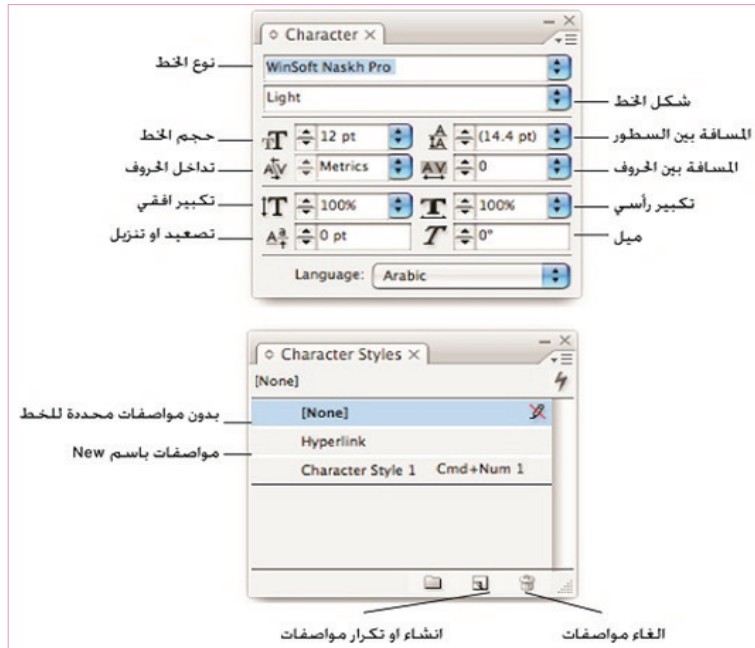 Character
نوع الخط
WinSoft Naskh Pro
Light
شكل الخط
حجم الخط
12 pt
(14.4 pt)
المسافة بين السطور
تداخل الحروف
Metrics
0
المسافة بين الحروف
تكبير افقي
100%
100%
تكبير رأسي
تصعيد او تنزيل
0 pt
0°
ميل
Language: Arabic
Character Styles
[None]
بدون مواصفات محددة للخط
[None]
Hyperlink
مواصفات باسم New
Character Style 1 Cmd+Num 1
انشاء او تكرار مواصفات
الغاء مواصفات